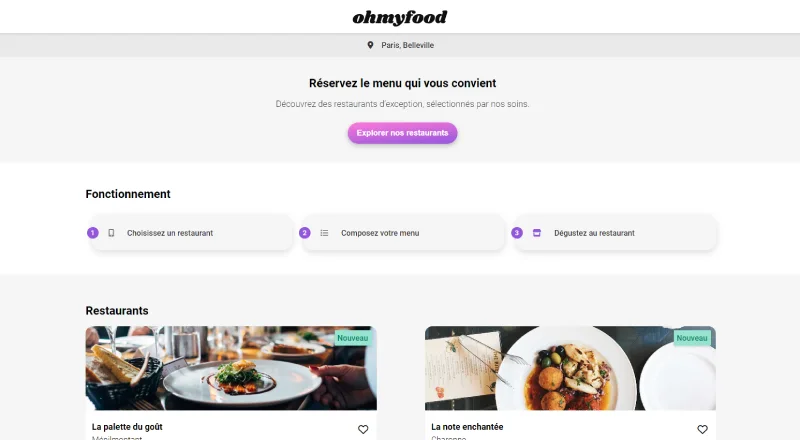 ohmyfood
Paris, Belleville
Réservez le menu qui vous convient
Découvrez des restaurants d'exception, sélectionnés par nos soins.
Explorer nos restaurants
Fonctionnement
1 Choisissez un restaurant
2 Composez votre menu
3 Dégustez au restaurant
Restaurants
Nouveau
Nouveau
La palette du goût
Ménilmontant
La note enchantée
Charonne